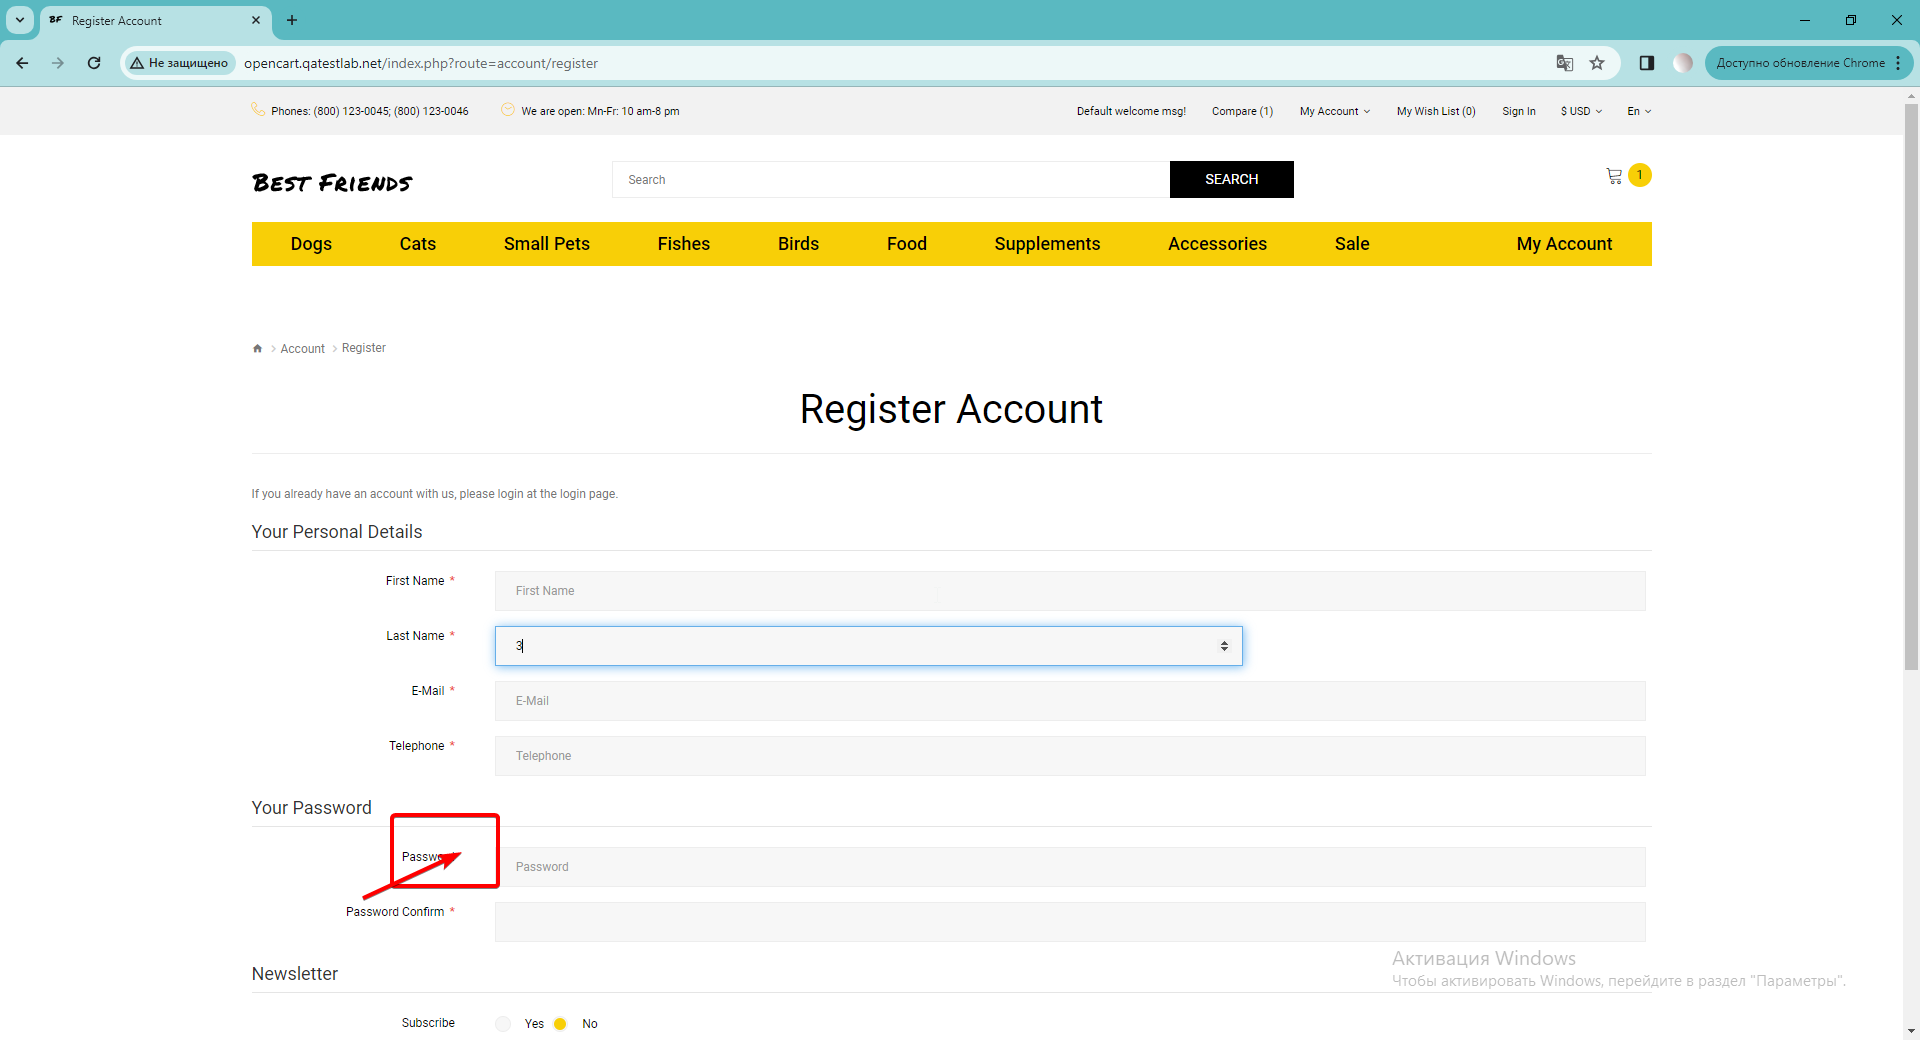 BF Register Account
Не защищено opencart.qatestlab.net/index.php?route=account/register Доступно обновление Chrome
Phones: (800) 123-0045; (800) 123-0046 We are open: Mn-Fr: 10 am-8 pm Default welcome msg! Compare (1) My Account My Wish List (0) Sign In $ USD En
Best Friends Search SEARCH 1
Dogs Cats Small Pets Fishes Birds Food Supplements Accessories Sale My Account
Account Register
Register Account
If you already have an account with us, please login at the login page.
Your Personal Details
First Name * First Name
Last Name * 3
E-Mail * E-Mail
Telephone * Telephone
Your Password
Password
Password Confirm *
Активация Windows
Чтобы активировать Windows, перейдите в раздел "Параметры".
Newsletter
Subscribe Yes No